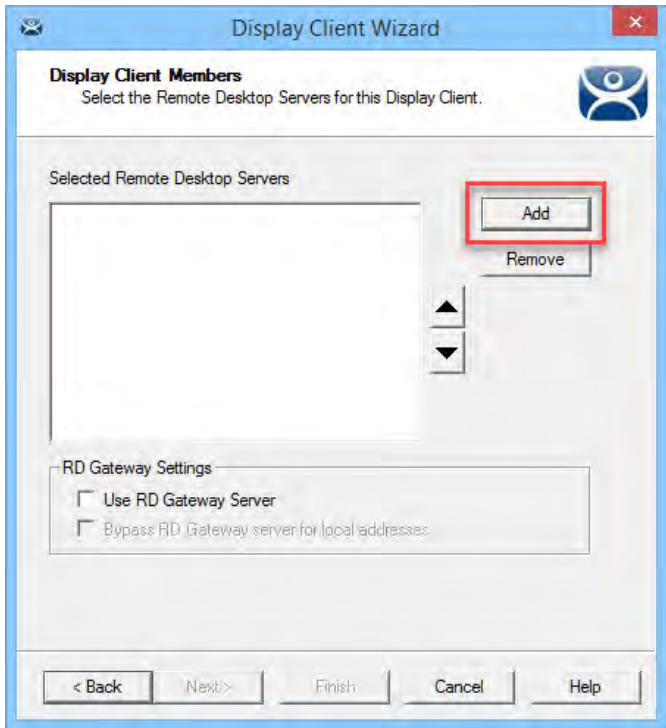 Display Client Wizard
Display Client Members
Select the Remote Desktop Servers for this Display Client.
Selected Remote Desktop Servers
Add
Remove
RD Gateway Settings
Use RD Gateway Server
Bypass RD Gateway server for local addresses
< Back
Next >
Finish
Cancel
Help